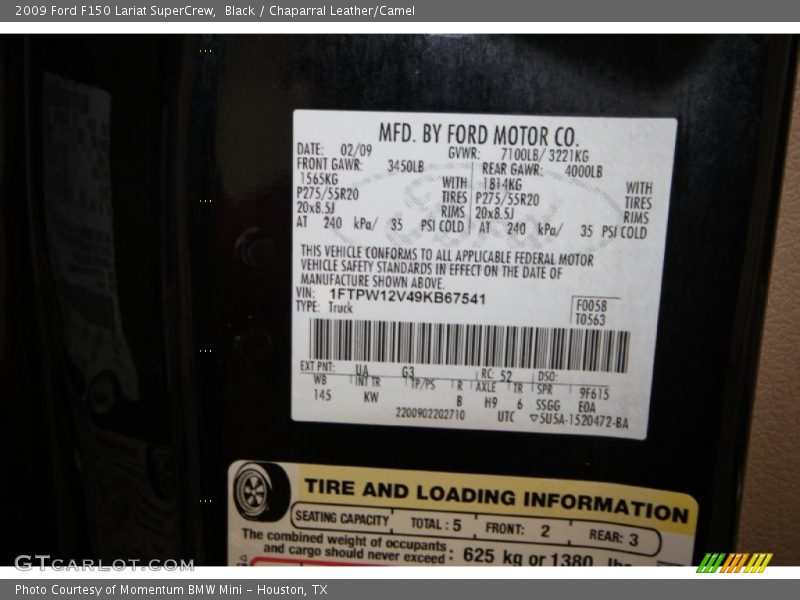 2009 Ford F150 Lariat SuperCrew, Black / Chaparral Leather/Camel
MFD. BY FORD MOTOR CO.
DATE: 02/09 GVWR: 7100LB/ 3221KG
FRONT GAWR: 3450LB REAR GAWR: 4000LB
1565KG WITH 1814KG WITH
P275/55R20 TIRES P275/55R20 TIRES
20x8.5J RIMS 20x8.5J RIMS
AT 240 kPa/ 35 PSI COLD AT 240 kPa/ 35 PSI COLD
THIS VEHICLE CONFORMS TO ALL APPLICABLE FEDERAL MOTOR
VEHICLE SAFETY STANDARDS IN EFFECT ON THE DATE OF
MANUFACTURE SHOWN ABOVE.
VIN: 1FTPW12V49KB67541
TYPE: Truck
F0058
T0563
EXT PNT: UA G3 RC: 52 DSO:
WB INT TR TP/PS R AXLE TR SPR 9F615
145 KW B H9 6 SSGG E0A
2200902202710 UTC ▽5U5A-1520472-BA
TIRE AND LOADING INFORMATION
SEATING CAPACITY TOTAL : 5 FRONT: 2 REAR: 3
The combined weight of occupants
and cargo should never exceed : 625 kg or 1380 lbs
GTCARLOT.COM
Photo Courtesy of Momentum BMW Mini - Houston, TX